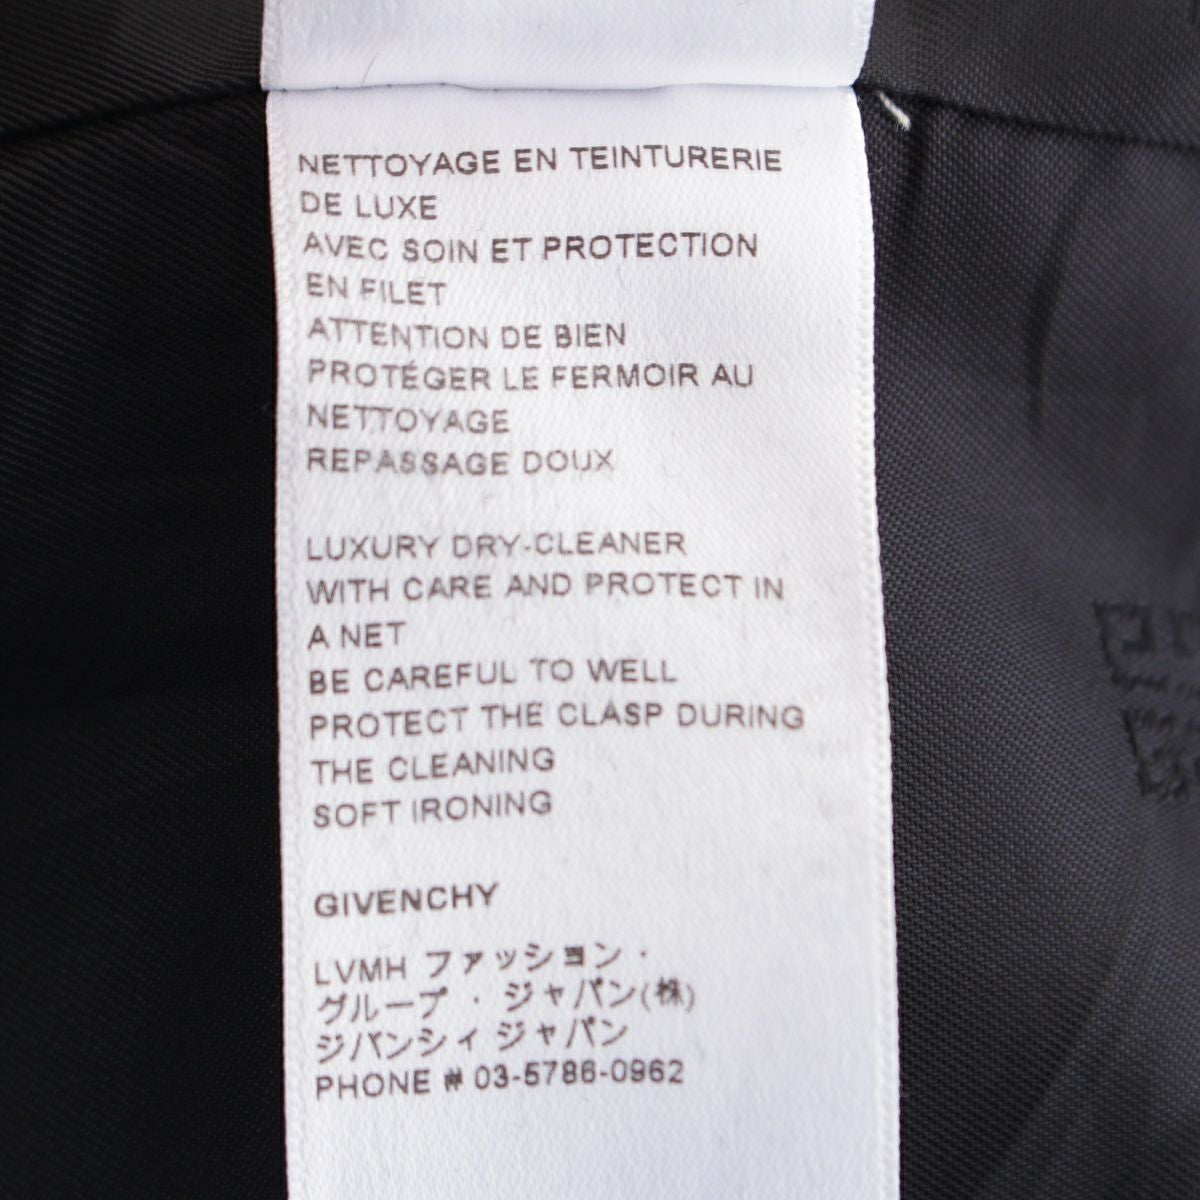 NETTOYAGE EN TEINTURERIE
DE LUXE
AVEC SOIN ET PROTECTION
EN FILET
ATTENTION DE BIEN
PROTÉGER LE FERMOIR AU
NETTOYAGE
REPASSAGE DOUX
LUXURY DRY-CLEANER
WITH CARE AND PROTECT IN
A NET
BE CAREFUL TO WELL
PROTECT THE CLASP DURING
THE CLEANING
SOFT IRONING
GIVENCHY
LVMH ファッション・
グループ・ジャパン(株)
ジバンシィ ジャパン
PHONE # 03-5786-0962